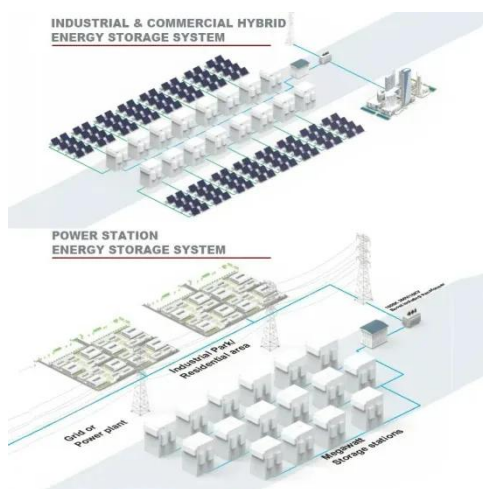 INDUSTRIAL & COMMERCIAL HYBRID
ENERGY STORAGE SYSTEM
POWER STATION
ENERGY STORAGE SYSTEM
Industrial Park/
Residential area
Grid or
Power plant
Megawatt
Storage stations